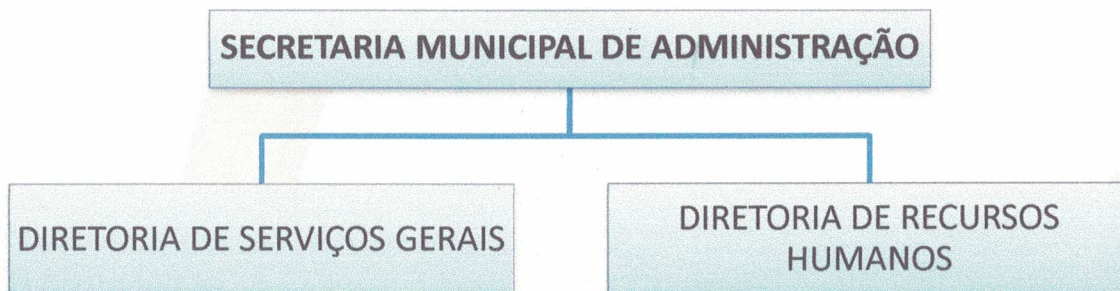 SECRETARIA MUNICIPAL DE ADMINISTRAÇÃO
DIRETORIA DE SERVIÇOS GERAIS
DIRETORIA DE RECURSOS
HUMANOS